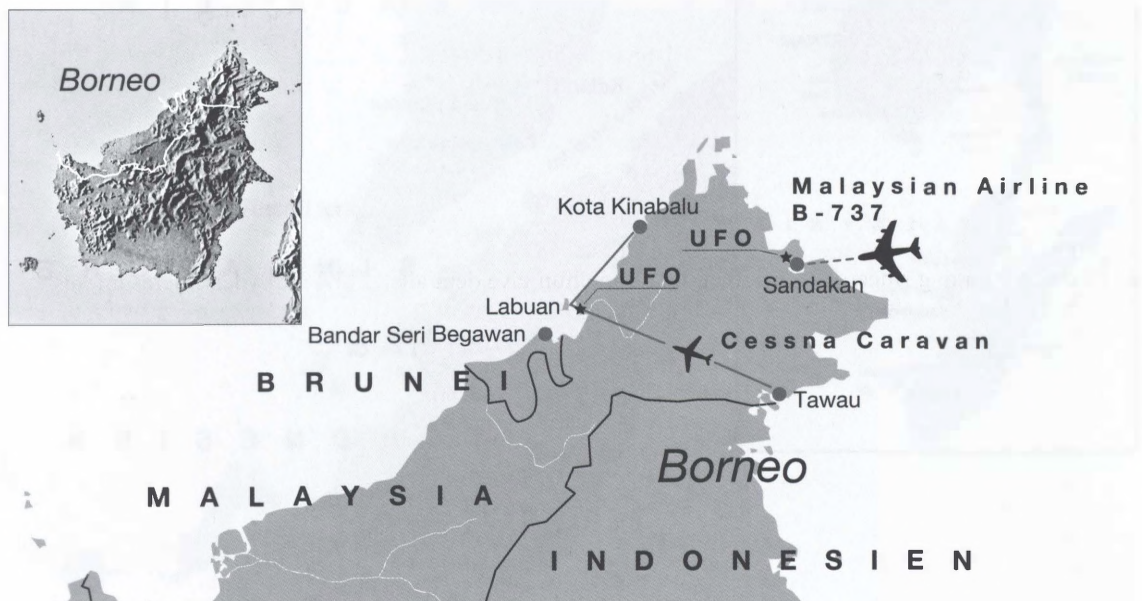 Borneo
Malaysian Airline
B-737
Kota Kinabalu
UFO
Sandakan
UFO
Labuan
Bandar Seri Begawan
Cessna Caravan
BRUNEI
Tawau
Borneo
MALAYSIA
INDONESIEN